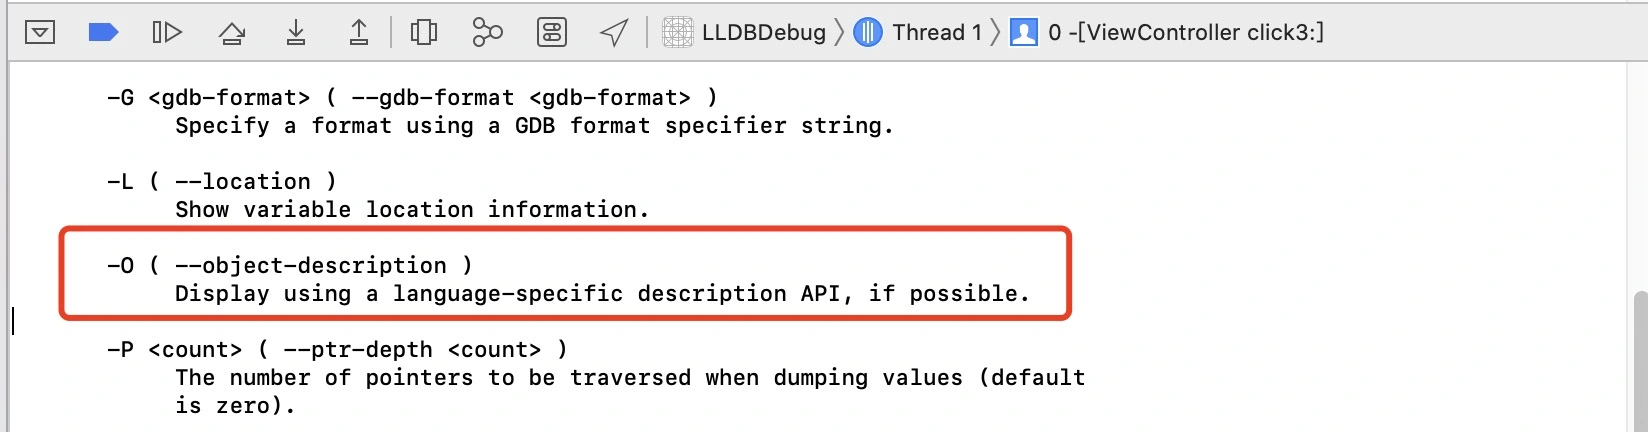 LLDBDebug 〉 Thread 1 〉 0 -[ViewController click3:]
-G <gdb-format> ( --gdb-format <gdb-format> )
Specify a format using a GDB format specifier string.
-L ( --location )
Show variable location information.
-O ( --object-description )
Display using a language-specific description API, if possible.
-P <count> ( --ptr-depth <count> )
The number of pointers to be traversed when dumping values (default
is zero).